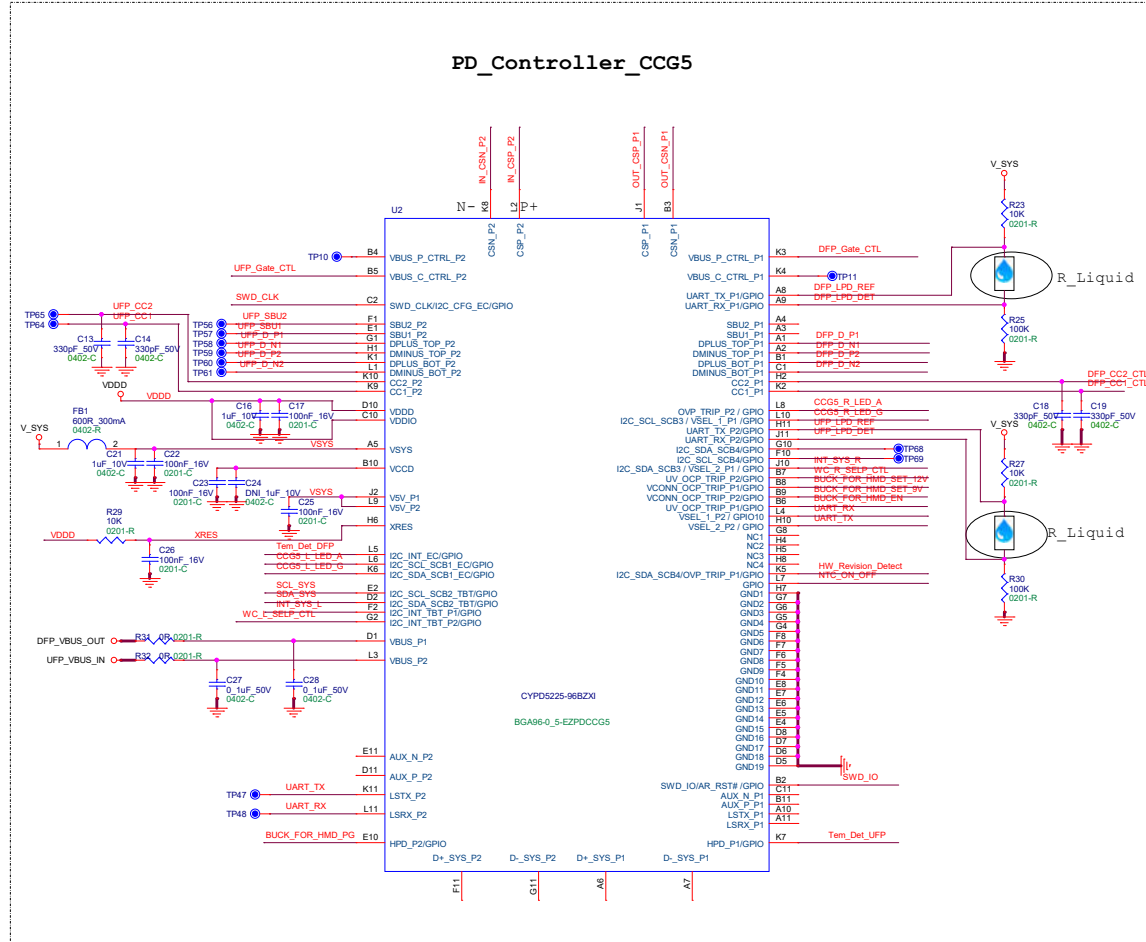 PD_Controller_CCG5
IN_CSN_P2
IN_CSP_P2
OUT_CSP_P1
OUT_CSN_P1
N-
K8
L2
P+
J1
B3
U2
CSN_P2
CSP_P2
CSP_P1
CSN_P1
TP10
B4
VBUS_P_CTRL_P2
UFP_Gate_CTL
B5
VBUS_C_CTRL_P2
SWD_CLK
C2
SWD_CLK/I2C_CFG_EC/GPIO
TP65
UFP_CC2
TP64
UFP_CC1
C13
330pF_50V
0402-C
C14
330pF_50V
0402-C
TP56
UFP_SBU2
F1
SBU2_P2
TP57
UFP_SBU1
E1
SBU1_P2
TP58
UFP_D_P1
G1
DPLUS_TOP_P2
TP59
UFP_D_N1
H1
DMINUS_TOP_P2
TP60
UFP_D_P2
K1
DPLUS_BOT_P2
TP61
UFP_D_N2
L1
DMINUS_BOT_P2
K10
CC2_P2
K9
CC1_P2
VDDD
VDDD
D10
VDDD
C10
VDDIO
C16
1uF_10V
0402-C
C17
100nF_16V
0201-C
FB1
600R_300mA
0402-R
V_SYS
1
2
VSYS
A5
VSYS
C21
1uF_10V
0402-C
C22
100nF_16V
0201-C
B10
VCCD
C23
100nF_16V
0201-C
C24
DNI_1uF_10V
0402-C
VSYS
J2
V5V_P1
L9
V5V_P2
C25
100nF_16V
0201-C
R29
10K
0201-R
VDDD
XRES
H6
XRES
C26
100nF_16V
0201-C
Tem_Det_DFP
L5
I2C_INT_EC/GPIO
CCG5_L_LED_A
L6
I2C_SCL_SCB1_EC/GPIO
CCG5_L_LED_G
K6
I2C_SDA_SCB1_EC/GPIO
SCL_SYS
E2
I2C_SCL_SCB2_TBT/GPIO
SDA_SYS
D2
I2C_SDA_SCB2_TBT/GPIO
INT_SYS_L
F2
I2C_INT_TBT_P1/GPIO
WC_L_SELP_CTL
G2
I2C_INT_TBT_P2/GPIO
DFP_VBUS_OUT
R31
0R
0201-R
D1
VBUS_P1
UFP_VBUS_IN
R32
0R
0201-R
L3
VBUS_P2
C27
0_1uF_50V
0402-C
C28
0_1uF_50V
0402-C
CYPD5225-96BZXI
BGA96-0_5-EZPDCCG5
E11
AUX_N_P2
D11
AUX_P_P2
TP47
UART_TX
K11
LSTX_P2
TP48
UART_RX
L11
LSRX_P2
BUCK_FOR_HMD_PG
E10
HPD_P2/GPIO
D+_SYS_P2
D-_SYS_P2
D+_SYS_P1
D-_SYS_P1
F11
G11
A6
A7
VBUS_P_CTRL_P1
K3
DFP_Gate_CTL
VBUS_C_CTRL_P1
K4
TP11
UART_TX_P1/GPIO
A8
DFP_LPD_REF
UART_RX_P1/GPIO
A9
DFP_LPD_DET
SBU2_P1
A4
SBU1_P1
A3
DPLUS_TOP_P1
A1
DFP_D_P1
DMINUS_TOP_P1
A2
DFP_D_N1
DPLUS_BOT_P1
B1
DFP_D_P2
DMINUS_BOT_P1
C1
DFP_D_N2
CC2_P1
H2
DFP_CC2_CTL
CC1_P1
K2
DFP_CC1_CTL
OVP_TRIP_P2 / GPIO
L8
CCG5_R_LED_A
I2C_SCL_SCB3 / VSEL_1_P1 / GPIO
L10
CCG5_R_LED_G
UART_TX_P2/GPIO
H11
UFP_LPD_REF
UART_RX_P2/GPIO
J11
UFP_LPD_DET
I2C_SDA_SCB4/GPIO
G10
TP68
I2C_SCL_SCB4/GPIO
F10
TP69
I2C_SDA_SCB3 / VSEL_2_P1 / GPIO
J10
INT_SYS_R
UV_OCP_TRIP_P2/GPIO
B7
WC_R_SELP_CTL
VCONN_OCP_TRIP_P1/GPIO
B8
BUCK_FOR_HMD_SET_12V
VCONN_OCP_TRIP_P2/GPIO
B9
BUCK_FOR_HMD_SET_9V
UV_OCP_TRIP_P1/GPIO
B6
BUCK_FOR_HMD_EN
VSEL_1_P2 / GPIO10
L4
UART_RX
VSEL_2_P2 / GPIO
H10
UART_TX
NC1
G8
NC2
H4
NC3
H5
NC4
H8
I2C_SDA_SCB4/OVP_TRIP_P1/GPIO
K5
HW_Revision_Detect
GPIO
L7
NTC_ON_OFF
GND1
H7
GND2
G7
GND3
G6
GND4
G5
GND5
G4
GND6
F8
GND7
F7
GND8
F6
GND9
F5
GND10
F4
GND11
E8
GND12
E7
GND13
E6
GND14
E5
GND15
E4
GND16
D8
GND17
D7
GND18
D6
GND19
D5
SWD_IO/AR_RST# /GPIO
B2
SWD_IO
AUX_N_P1
C11
AUX_P_P1
B11
LSTX_P1
A10
LSRX_P1
A11
HPD_P1/GPIO
K7
Tem_Det_UFP
V_SYS
R23
10K
0201-R
R_Liquid
R25
100K
0201-R
C18
330pF_50V
0402-C
C19
330pF_50V
0402-C
V_SYS
R27
10K
0201-R
R_Liquid
R30
100K
0201-R